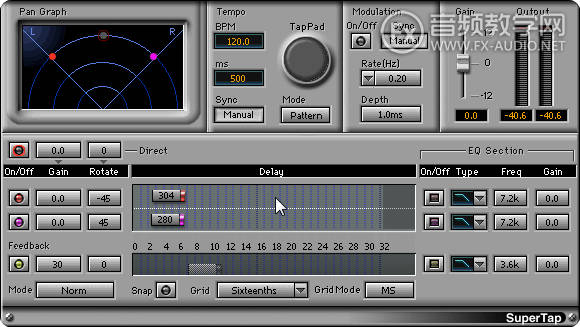 Pan Graph
Tempo
BPM
TapPad
Modulation
On/Off
Sync
Manual
Gain
Output
音频教学网
WWW.FX-AUDIO.NET
L
R
120.0
ms
500
Sync
Manual
Mode
Pattern
Rate(Hz)
0.20
Depth
1.0ms
0
-12
0.0
-40.6
-40.6
0.0
0
Direct
EQ Section
On/Off
Gain
Rotate
Delay
On/Off
Type
Freq
Gain
0.0
-45
304
7.2k
0.0
0.0
45
280
7.2k
0.0
Feedback
0 2 4 6 8 10 12 14 16 18 20 22 24 26 28 30 32
30
0
3.6k
0.0
Mode
Norm
Snap
Grid
Sixteenths
Grid Mode
MS
SuperTap